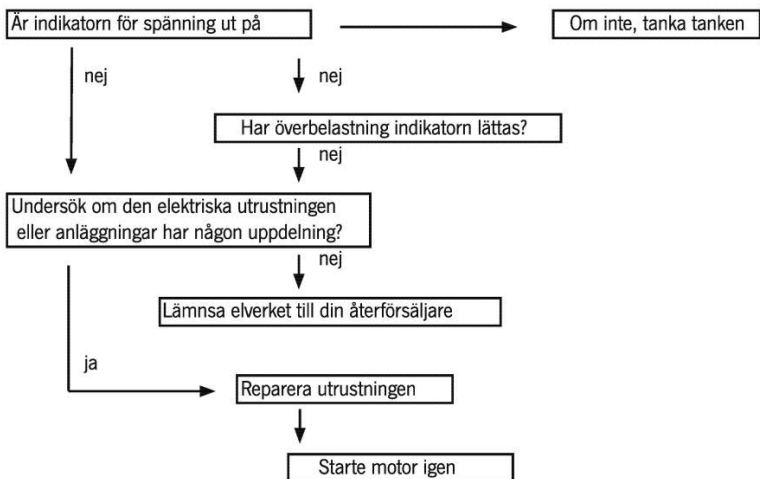 Är indikatorn för spänning ut på
Om inte, tanka tanken
nej
nej
Har överbelastning indikatorn lättas?
nej
Undersök om den elektriska utrustningen
eller anläggningar har någon uppdelning?
nej
Lämnsa elverket till din återförsäljare
ja
Reparera utrustningen
Starte motor igen